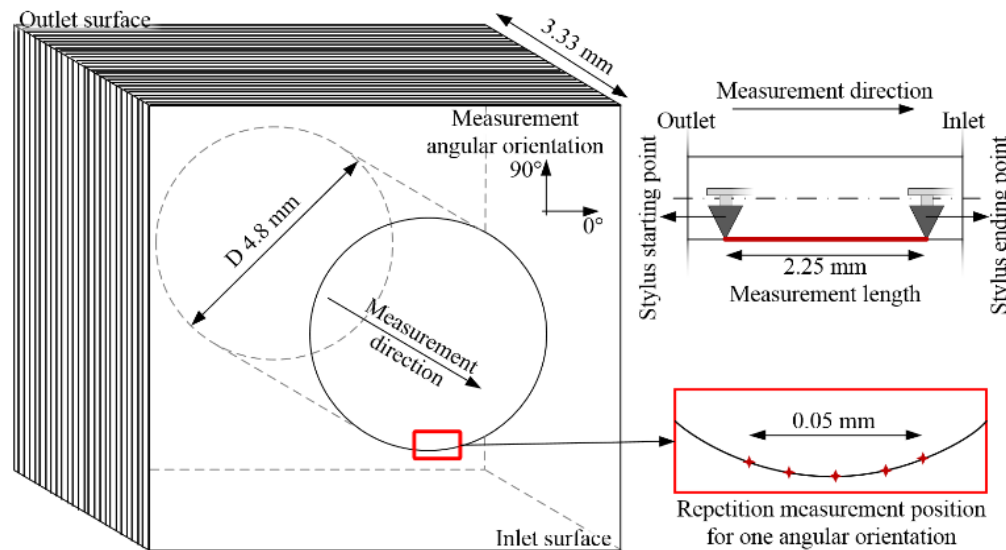 Outlet surface
3.33 mm
Measurement
angular orientation
90°
0°
D 4.8 mm
Measurement
direction
Inlet surface
Measurement direction
Outlet
Inlet
Stylus starting point
Stylus ending point
2.25 mm
Measurement length
0.05 mm
Repetition measurement position
for one angular orientation